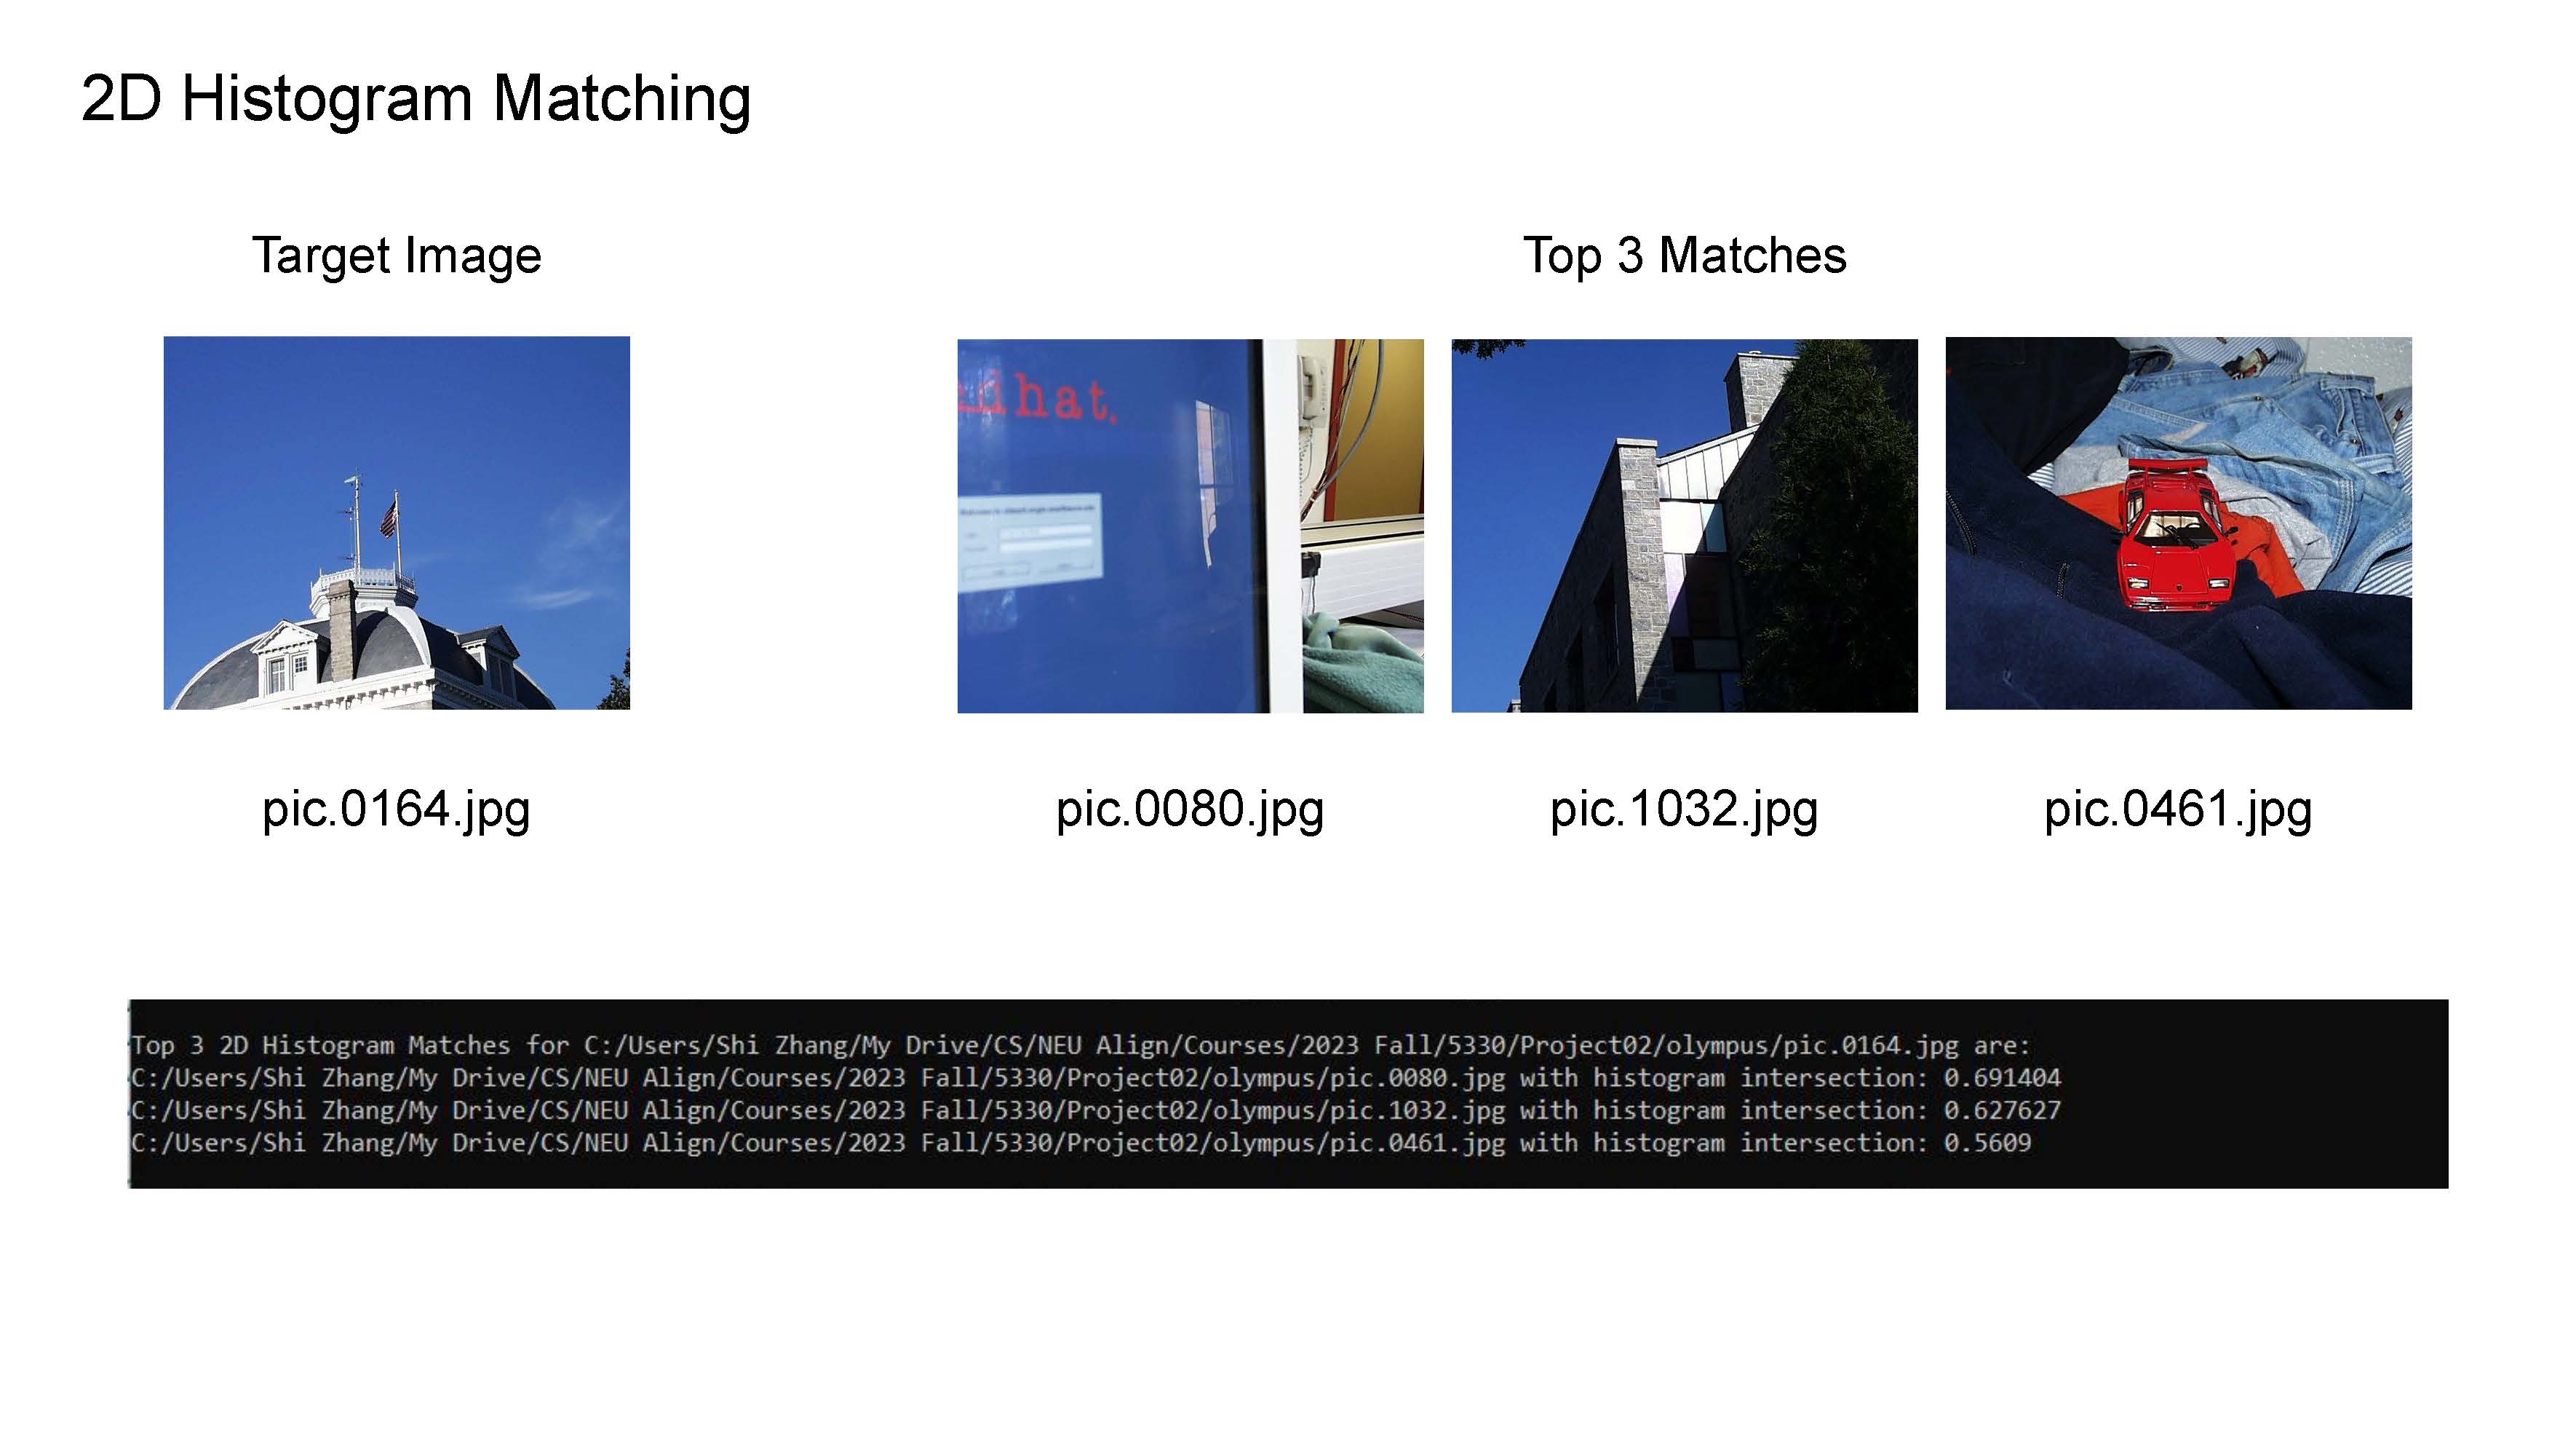 2D Histogram Matching
Target Image
Top 3 Matches
hat.
pic.0164.jpg
pic.0080.jpg
pic.1032.jpg
pic.0461.jpg
Top 3 2D Histogram Matches for C:/Users/Shi Zhang/My Drive/CS/NEU Align/Courses/2023 Fall/5330/Project02/olympus/pic.0164.jpg are:
C:/Users/Shi Zhang/My Drive/CS/NEU Align/Courses/2023 Fall/5330/Project02/olympus/pic.0080.jpg with histogram intersection: 0.691404
C:/Users/Shi Zhang/My Drive/CS/NEU Align/Courses/2023 Fall/5330/Project02/olympus/pic.1032.jpg with histogram intersection: 0.627627
C:/Users/Shi Zhang/My Drive/CS/NEU Align/Courses/2023 Fall/5330/Project02/olympus/pic.0461.jpg with histogram intersection: 0.5609